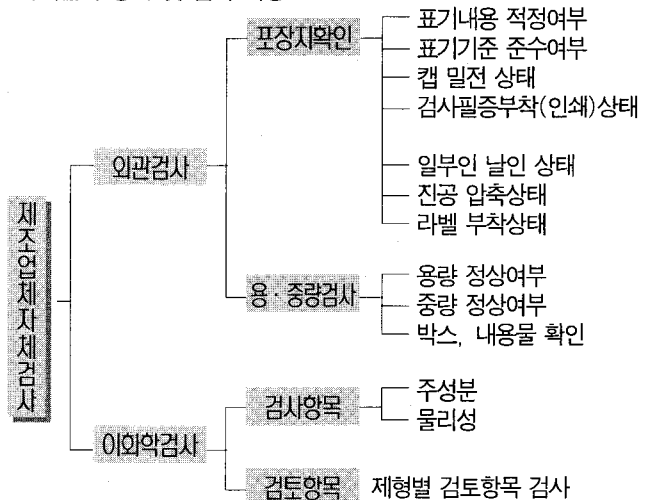 포장지확인
표기내용 적정여부
표기기준 준수여부
캡 밀전 상태
검사필증부착(인쇄)상태
일부인 날인 상태
진공 압축상태
라벨 부착상태
외관검사
용·중량검사
용량 정상여부
중량 정상여부
박스, 내용물 확인
제조업체자체검사
검사항목
주성분
물리성
이화학검사
검토항목
제형별 검토항목 검사